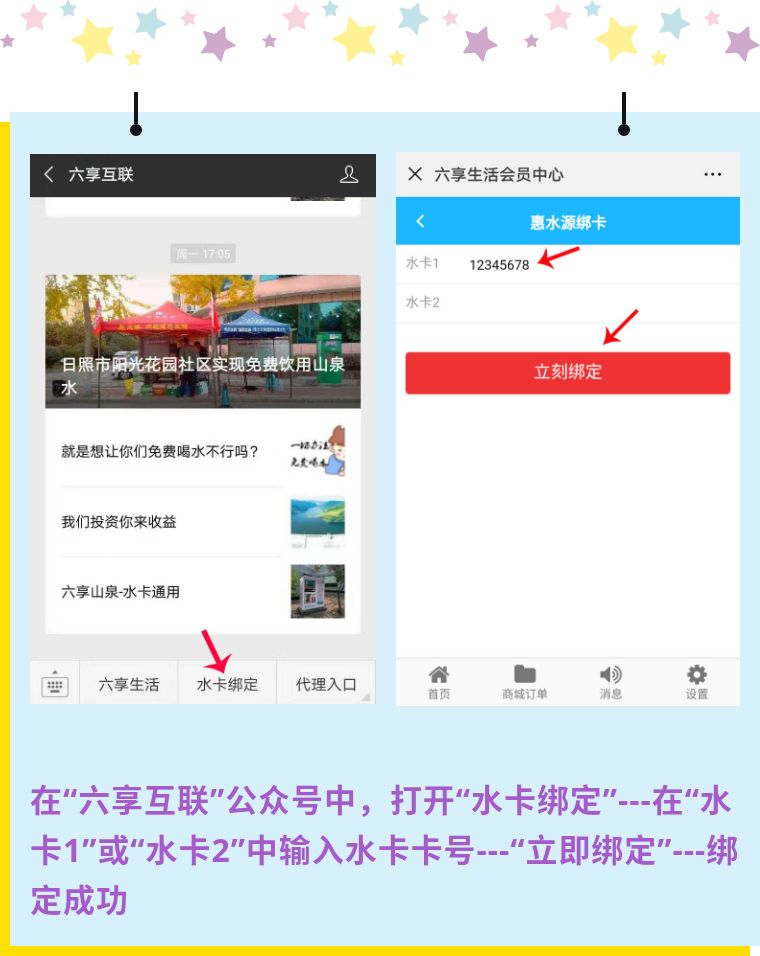 六享互联
周一 17:05
日照市阳光花园社区实现免费饮用山泉
水
就是想让你们免费喝水不行吗?
我们投资你来收益
六享山泉-水卡通用
六享生活
水卡绑定
代理入口
六享生活会员中心
惠水源绑卡
水卡1 12345678
水卡2
立刻绑定
首页
商城订单
消息
设置
在“六享互联”公众号中，打开“水卡绑定”---在“水
卡1”或“水卡2”中输入水卡卡号---“立即绑定”---绑
定成功